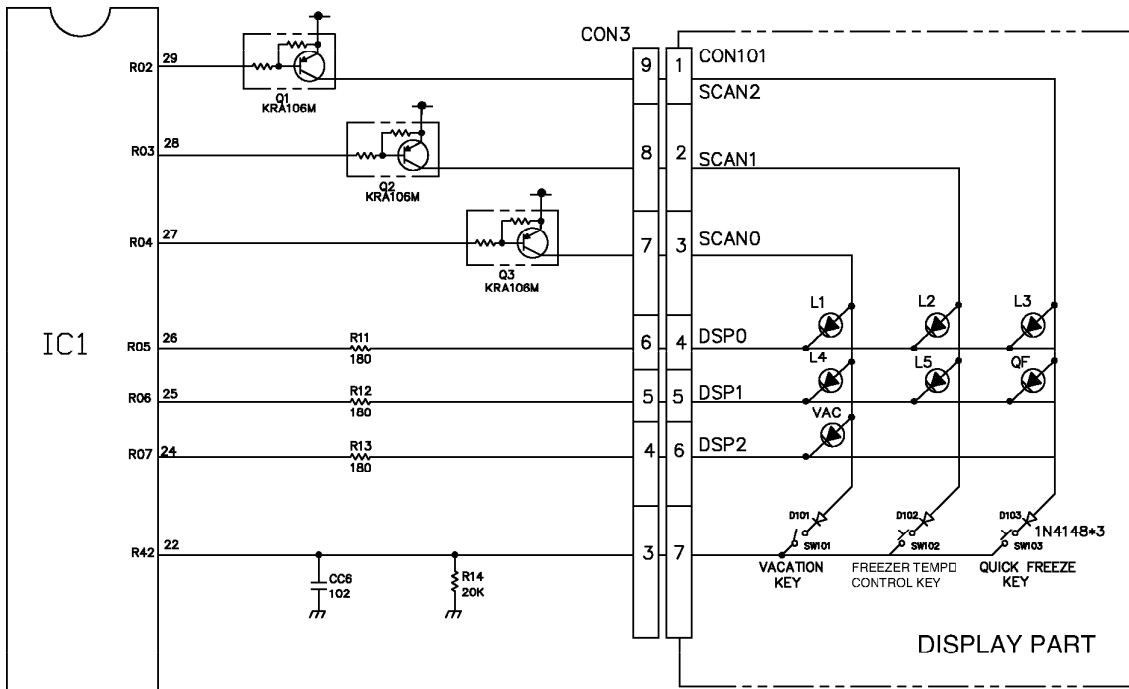 CON3
29
9
1
CON101
R02
SCAN2
Q1
KRA106M
28
R03
8
2
SCAN1
Q2
KRA106M
27
R04
7
3
SCAN0
Q3
KRA106M
L1
L2
L3
IC1
26
R11
R05
180
6
4
DSP0
L4
L5
QF
25
R12
R06
180
5
5
DSP1
VAC
24
R13
R07
180
4
6
DSP2
D101
D102
D103
1N4148*3
22
R42
3
7
SW101
SW102
SW103
CC6
102
R14
20K
VACATION
KEY
FREEZER TEMP
CONTROL KEY
QUICK FREEZE
KEY
DISPLAY PART